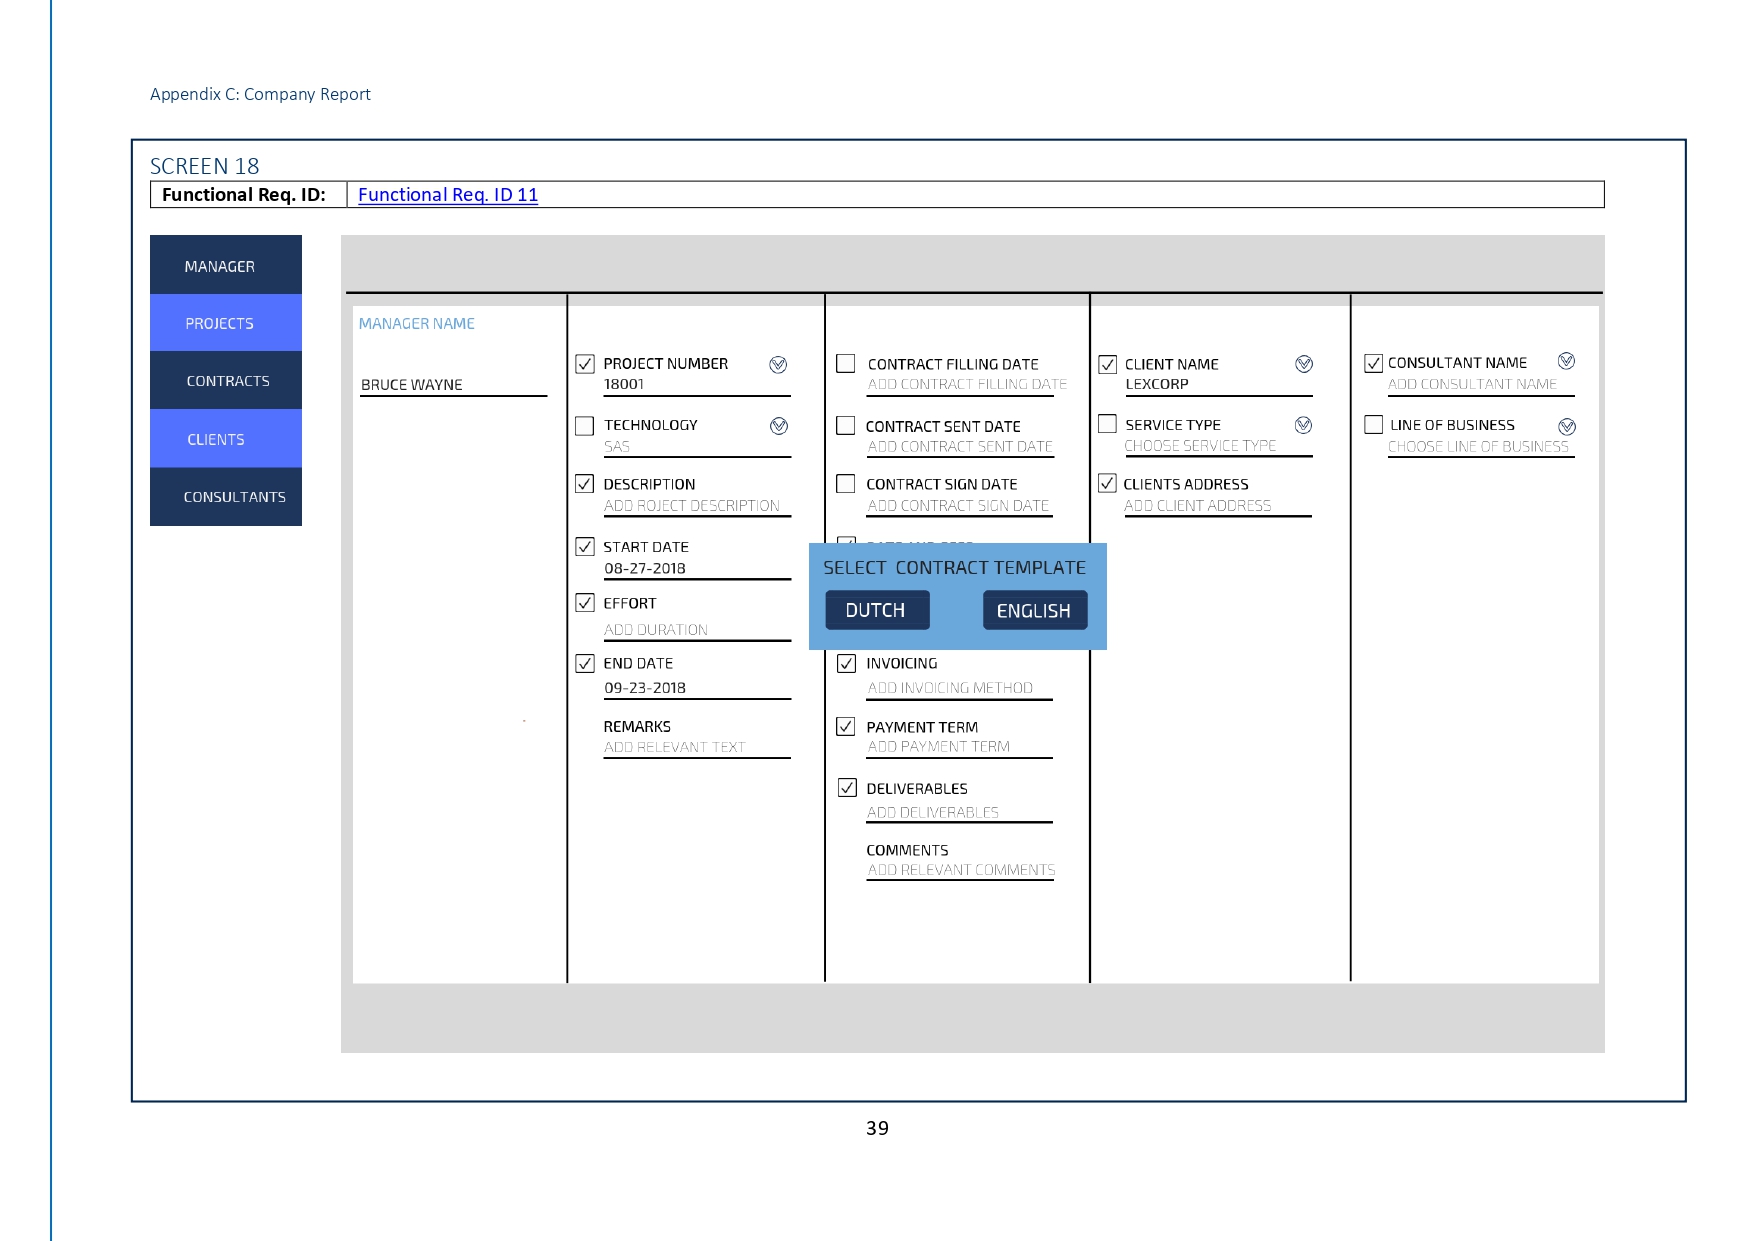 Appendix C: Company Report
SCREEN 18
Functional Req. ID: Functional Req. ID 11
MANAGER
PROJECTS
CONTRACTS
CLIENTS
CONSULTANTS
MANAGER NAME
BRUCE WAYNE
PROJECT NUMBER
18001
TECHNOLOGY
SAS
DESCRIPTION
ADD ROJECT DESCRIPTION
START DATE
08-27-2018
EFFORT
ADD DURATION
END DATE
09-23-2018
REMARKS
ADD RELEVANT TEXT
CONTRACT FILLING DATE
ADD CONTRACT FILLING DATE
CONTRACT SENT DATE
ADD CONTRACT SENT DATE
CONTRACT SIGN DATE
ADD CONTRACT SIGN DATE
SELECT CONTRACT TEMPLATE
DUTCH
ENGLISH
INVOICING
ADD INVOICING METHOD
PAYMENT TERM
ADD PAYMENT TERM
DELIVERABLES
ADD DELIVERABLES
COMMENTS
ADD RELEVANT COMMENTS
CLIENT NAME
LEXCORP
SERVICE TYPE
CHOOSE SERVICE TYPE
CLIENTS ADDRESS
ADD CLIENT ADDRESS
CONSULTANT NAME
ADD CONSULTANT NAME
LINE OF BUSINESS
CHOOSE LINE OF BUSINESS
39